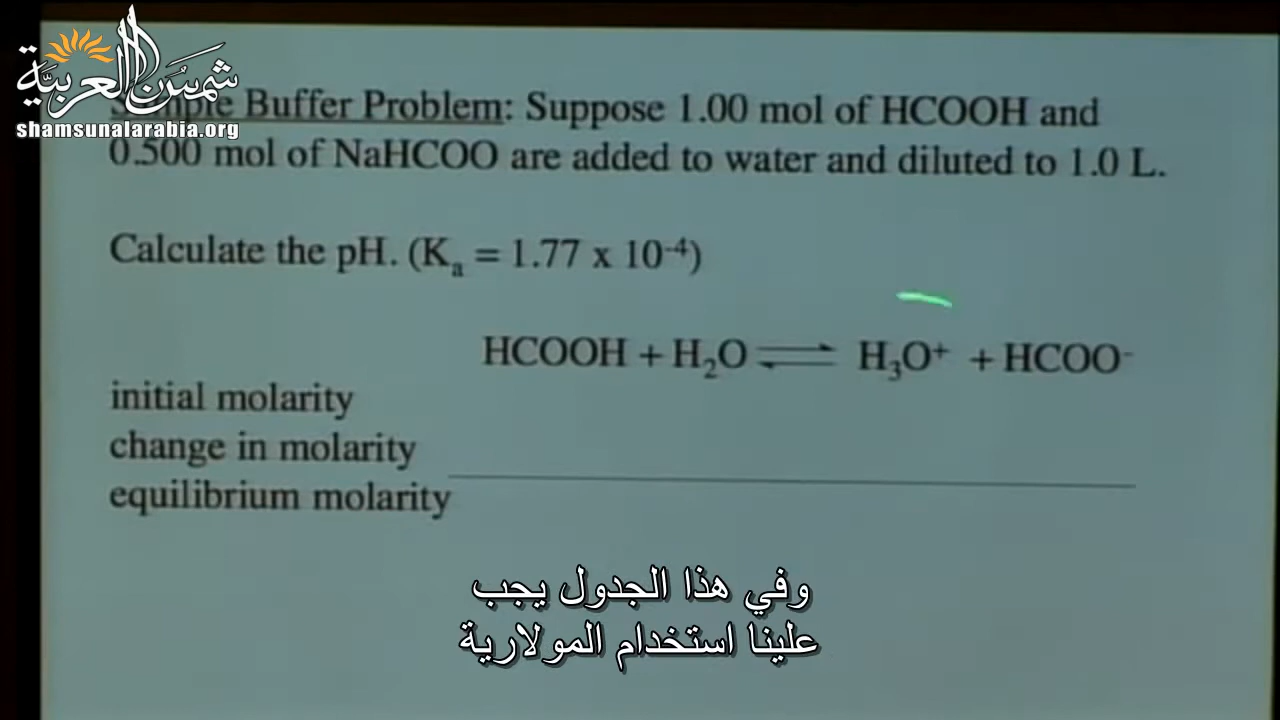 شمس العربية
shamsunalarabia.org
Sample Buffer Problem: Suppose 1.00 mol of HCOOH and
0.500 mol of NaHCOO are added to water and diluted to 1.0 L.
Calculate the pH. (Kₐ = 1.77 x 10⁻⁴)
HCOOH + H₂O ⇌ H₃O⁺ + HCOO⁻
initial molarity
change in molarity
equilibrium molarity
وفي هذا الجدول يجب
علينا استخدام المولارية